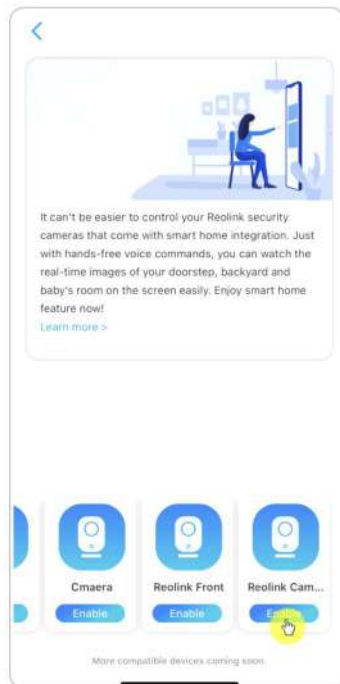 It can't be easier to control your Reolink security
cameras that come with smart home integration. Just
with hands-free voice commands, you can watch the
real-time images of your doorstep, backyard and
baby's room on the screen easily. Enjoy smart home
feature now!
Learn more >
Cmaera
Reolink Front
Reolink Cam...
Enable
Enable
Enable
More compatible devices coming soon